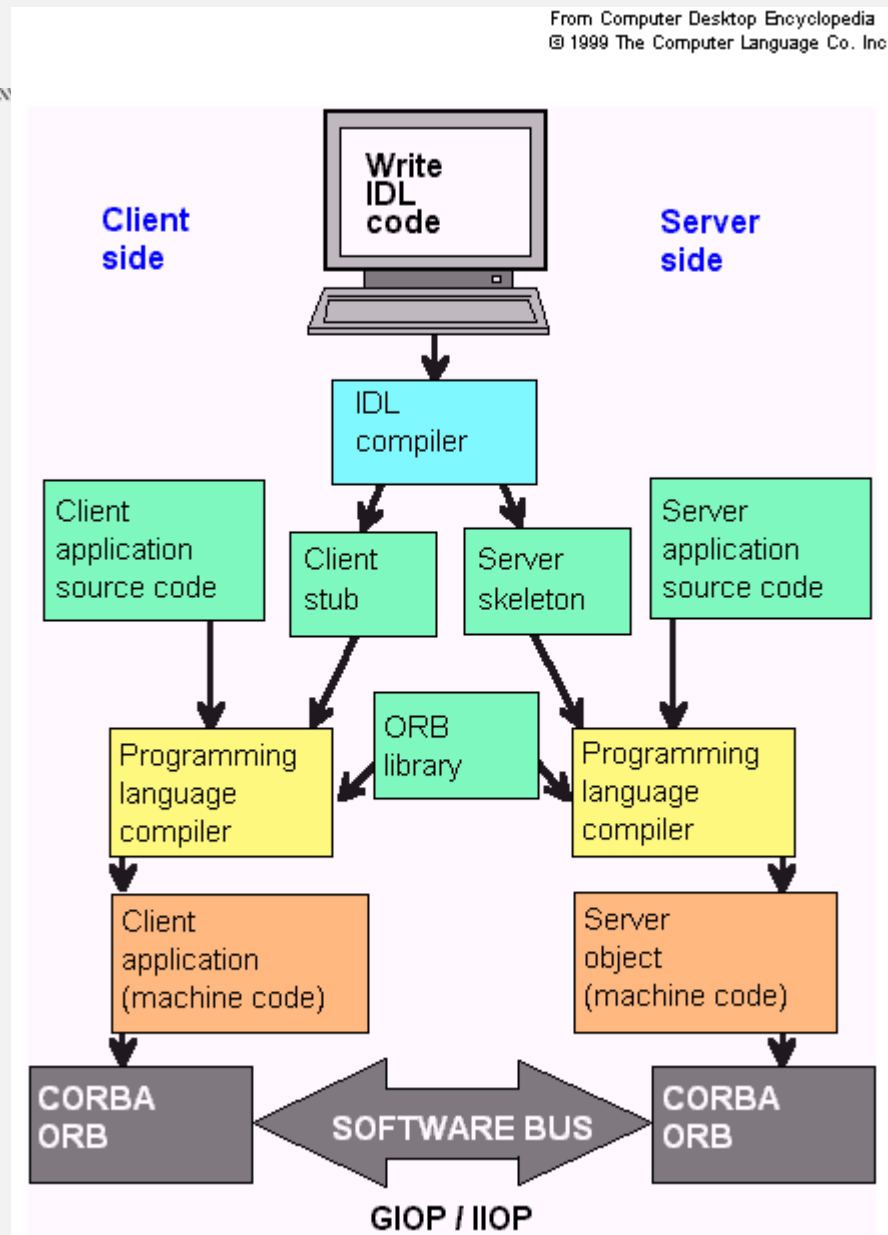 From Computer Desktop Encyclopedia
© 1999 The Computer Language Co. Inc
Write
IDL
code
Client
side
Server
side
IDL
compiler
Client
application
source code
Client
stub
Server
skeleton
Server
application
source code
ORB
library
Programming
language
compiler
Programming
language
compiler
Client
application
(machine code)
Server
object
(machine code)
CORBA
ORB
SOFTWARE BUS
CORBA
ORB
GIOP / IIOP